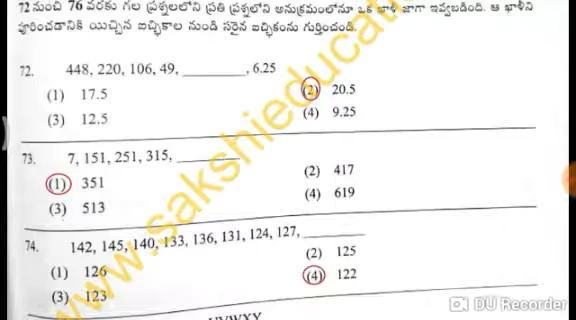 72 నుంచి 76 వరకు గల ప్రశ్నలలోని ప్రతి ప్రశ్నలోని అనుక్రమంలోనూ ఒక ఖాళీ జాగా ఇవ్వబడింది. ఆ ఖాళీని
పూరించడానికి యిచ్చిన ఐచ్ఛికాల నుండి సరైన ఐచ్ఛికంను గుర్తించండి.
72. 448, 220, 106, 49, ________, 6.25
(1) 17.5 (2) 20.5
(3) 12.5 (4) 9.25
73. 7, 151, 251, 315, ________
(1) 351 (2) 417
(3) 513 (4) 619
74. 142, 145, 140, 133, 136, 131, 124, 127, ________
(1) 126 (2) 125
(3) 123 (4) 122
www.sakshieducat
DU Recorder